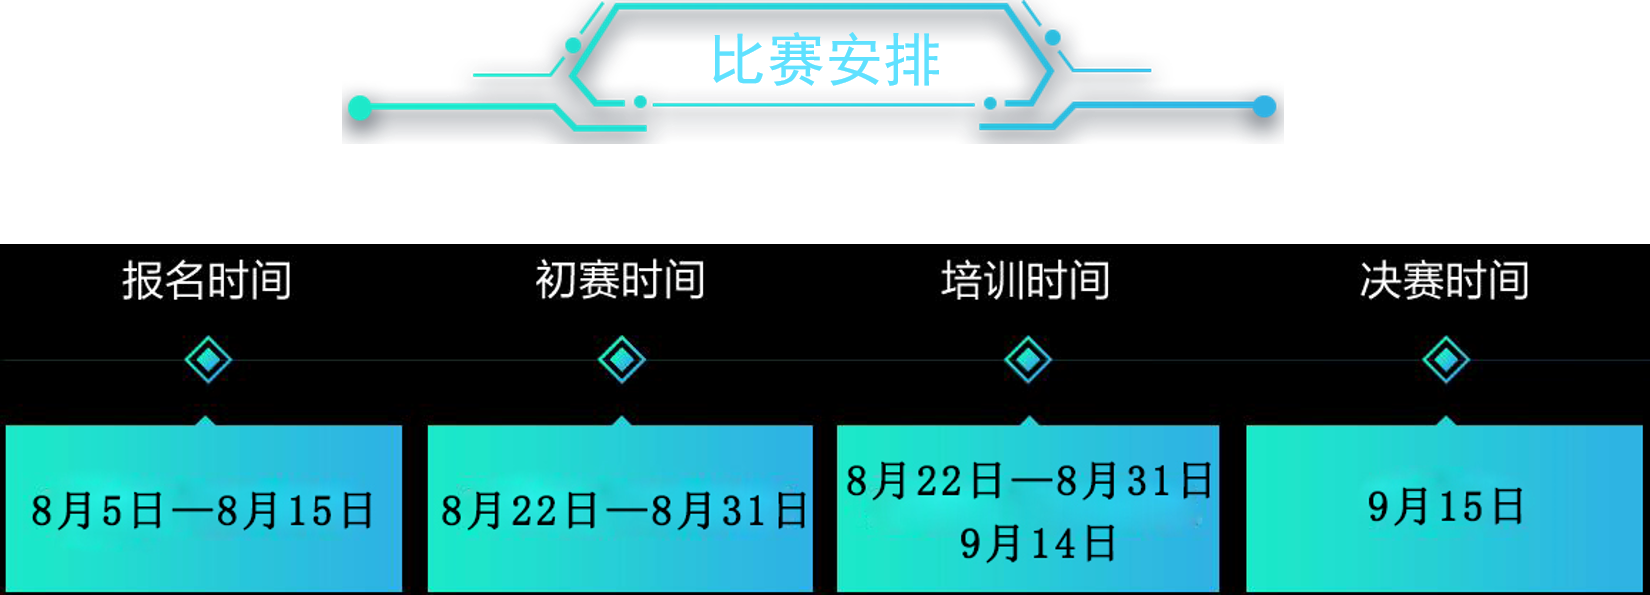 比赛安排
报名时间
初赛时间
培训时间
决赛时间
8月5日—8月15日
8月22日—8月31日
8月22日—8月31日
9月14日
9月15日